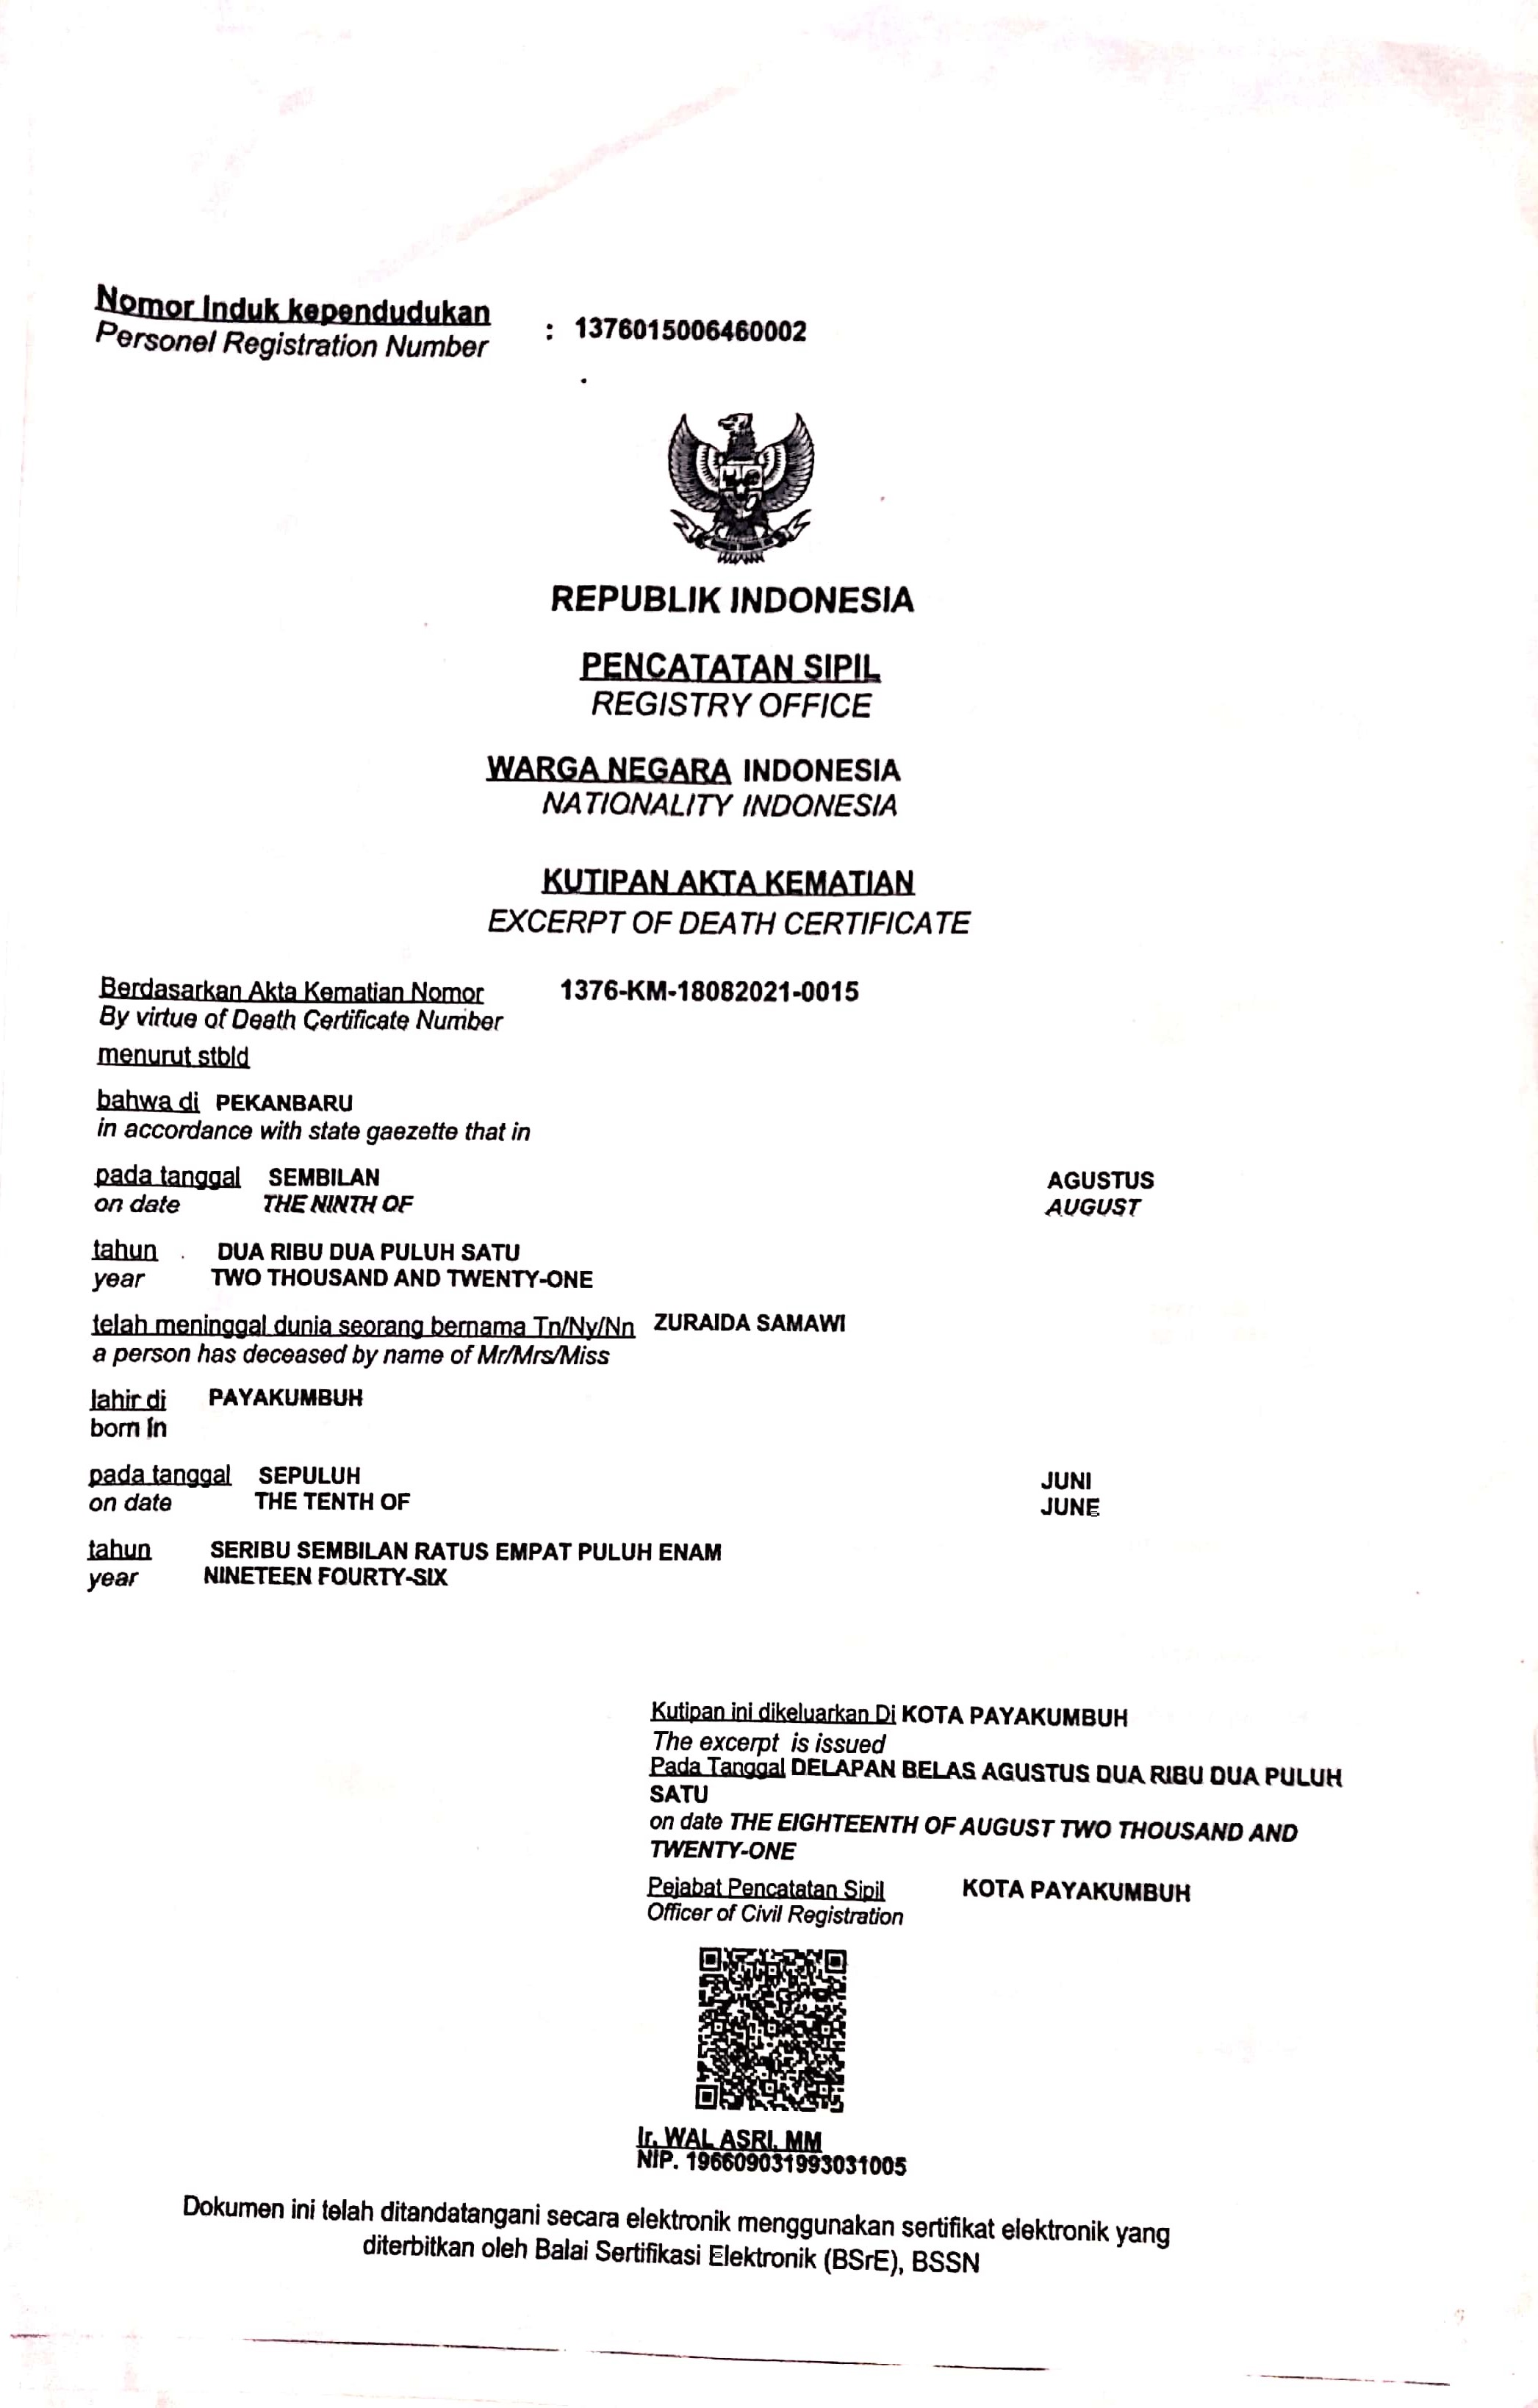 Nomor Induk kependudukan : 1376015006460002
Personel Registration Number
REPUBLIK INDONESIA
PENCATATAN SIPIL
REGISTRY OFFICE
WARGA NEGARA INDONESIA
NATIONALITY INDONESIA
KUTIPAN AKTA KEMATIAN
EXCERPT OF DEATH CERTIFICATE
Berdasarkan Akta Kematian Nomor 1376-KM-18082021-0015
By virtue of Death Certificate Number
menurut stbld
bahwa di PEKANBARU
in accordance with state gaezette that in
pada tanggal SEMBILAN AGUSTUS
on date THE NINTH OF AUGUST
tahun DUA RIBU DUA PULUH SATU
year TWO THOUSAND AND TWENTY-ONE
telah meninggal dunia seorang bernama Tn/Ny/Nn ZURAIDA SAMAWI
a person has deceased by name of Mr/Mrs/Miss
lahir di PAYAKUMBUH
born in
pada tanggal SEPULUH JUNI
on date THE TENTH OF JUNE
tahun SERIBU SEMBILAN RATUS EMPAT PULUH ENAM
year NINETEEN FOURTY-SIX
Kutipan ini dikeluarkan Di KOTA PAYAKUMBUH
The excerpt is issued
Pada Tanggal DELAPAN BELAS AGUSTUS DUA RIBU DUA PULUH
SATU
on date THE EIGHTEENTH OF AUGUST TWO THOUSAND AND
TWENTY-ONE
Pejabat Pencatatan Sipil KOTA PAYAKUMBUH
Officer of Civil Registration
Ir. WAL ASRI. MM
NIP. 196609031993031005
Dokumen ini telah ditandatangani secara elektronik menggunakan sertifikat elektronik yang
diterbitkan oleh Balai Sertifikasi Elektronik (BSrE), BSSN